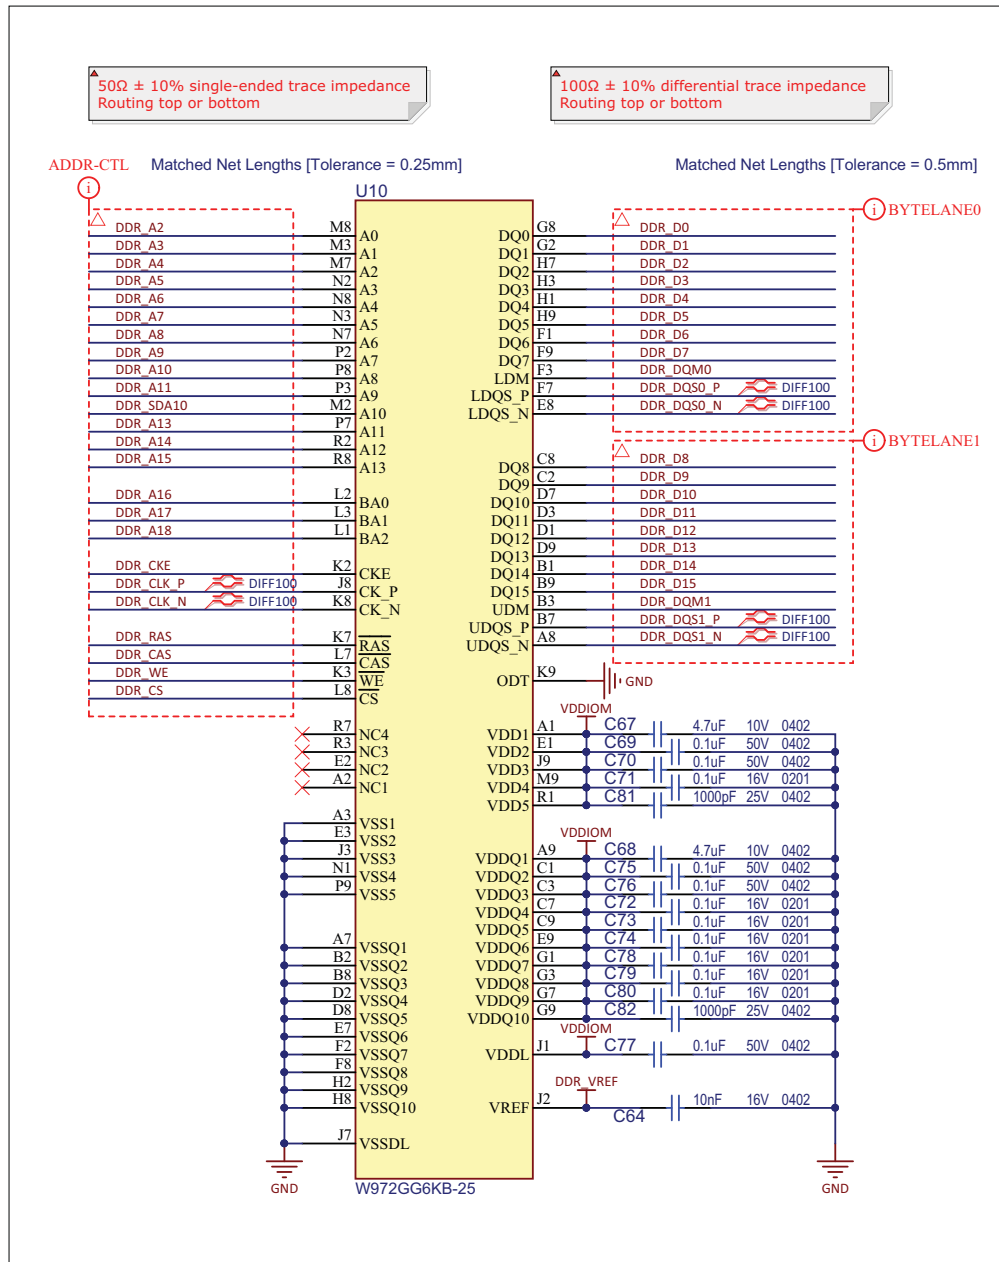 50Ω ± 10% single-ended trace impedance
Routing top or bottom
100Ω ± 10% differential trace impedance
Routing top or bottom
ADDR-CTL
Matched Net Lengths [Tolerance = 0.25mm]
Matched Net Lengths [Tolerance = 0.5mm]
i
U10
i BYTELANE0
DDR_A2 M8 A0
DDR_A3 M3 A1
DDR_A4 M7 A2
DDR_A5 N2 A3
DDR_A6 N8 A4
DDR_A7 N3 A5
DDR_A8 N7 A6
DDR_A9 P2 A7
DDR_A10 P8 A8
DDR_A11 P3 A9
DDR_SDA10 M2 A10
DDR_A13 P7 A11
DDR_A14 R2 A12
DDR_A15 R8 A13
DDR_A16 L2 BA0
DDR_A17 L3 BA1
DDR_A18 L1 BA2
DDR_CKE K2 CKE
DDR_CLK_P DIFF100 J8 CK_P
DDR_CLK_N DIFF100 K8 CK_N
DDR_RAS K7 RAS
DDR_CAS L7 CAS
DDR_WE K3 WE
DDR_CS L8 CS
R7 NC4
R3 NC3
E2 NC2
A2 NC1
A3 VSS1
E3 VSS2
J3 VSS3
N1 VSS4
P9 VSS5
A7 VSSQ1
B2 VSSQ2
B8 VSSQ3
D2 VSSQ4
D8 VSSQ5
E7 VSSQ6
F2 VSSQ7
F8 VSSQ8
H2 VSSQ9
H8 VSSQ10
J7 VSSDL
GND
DQ0 G8 DDR_D0
DQ1 G2 DDR_D1
DQ2 H7 DDR_D2
DQ3 H3 DDR_D3
DQ4 H1 DDR_D4
DQ5 H9 DDR_D5
DQ6 F1 DDR_D6
DQ7 F9 DDR_D7
LDM F3 DDR_DQM0
LDQS_P F7 DDR_DQS0_P DIFF100
LDQS_N E8 DDR_DQS0_N DIFF100
i BYTELANE1
DQ8 C8 DDR_D8
DQ9 C2 DDR_D9
DQ10 D7 DDR_D10
DQ11 D3 DDR_D11
DQ12 D1 DDR_D12
DQ13 D9 DDR_D13
DQ14 B1 DDR_D14
DQ15 B9 DDR_D15
UDM B3 DDR_DQM1
UDQS_P B7 DDR_DQS1_P DIFF100
UDQS_N A8 DDR_DQS1_N DIFF100
ODT K9 GND
VDDIOM
VDD1 A1 C67 4.7uF 10V 0402
VDD2 E1 C69 0.1uF 50V 0402
VDD3 J9 C70 0.1uF 50V 0402
VDD4 M9 C71 0.1uF 16V 0201
VDD5 R1 C81 1000pF 25V 0402
VDDIOM
VDDQ1 A9 C68 4.7uF 10V 0402
VDDQ2 C1 C75 0.1uF 50V 0402
VDDQ3 C3 C76 0.1uF 50V 0402
VDDQ4 C7 C72 0.1uF 16V 0201
VDDQ5 C9 C73 0.1uF 16V 0201
VDDQ6 E9 C74 0.1uF 16V 0201
VDDQ7 G1 C78 0.1uF 16V 0201
VDDQ8 G3 C79 0.1uF 16V 0201
VDDQ9 G7 C80 0.1uF 16V 0201
VDDQ10 G9 C82 1000pF 25V 0402
VDDIOM
VDDL J1 C77 0.1uF 50V 0402
DDR_VREF
VREF J2 C64 10nF 16V 0402
GND
W972GG6KB-25